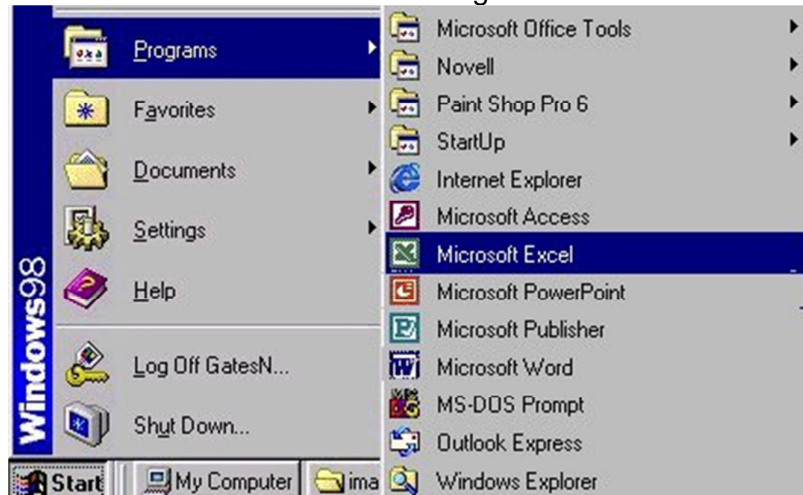 Programs
Favorites
Documents
Settings
Help
Log Off GatesN...
Shut Down...
Windows98
Start
My Computer
ima
Microsoft Office Tools
Novell
Paint Shop Pro 6
StartUp
Internet Explorer
Microsoft Access
Microsoft Excel
Microsoft PowerPoint
Microsoft Publisher
Microsoft Word
MS-DOS Prompt
Outlook Express
Windows Explorer